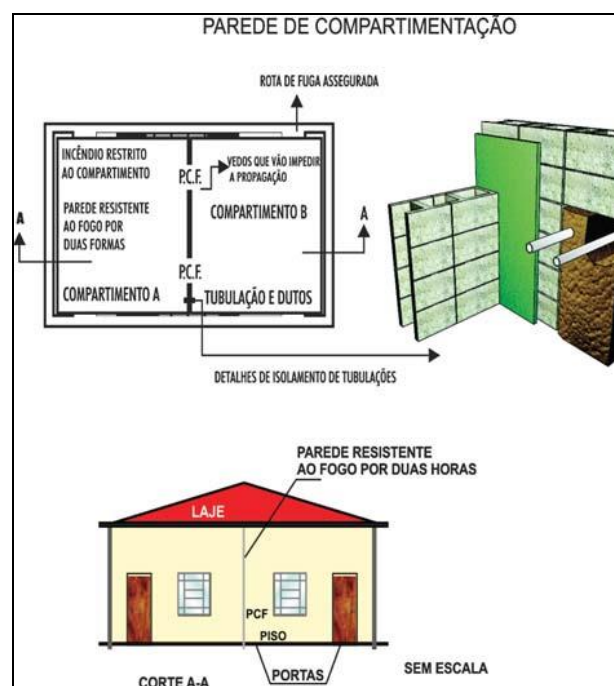 PAREDE DE COMPARTIMENTAÇÃO
ROTA DE FUGA ASSEGURADA
INCÊNDIO RESTRITO
AO COMPARTIMENTO
P.C.F.
VEDOS QUE VÃO IMPEDIR
A PROPAGAÇÃO
PAREDE RESISTENTE
AO FOGO POR
DUAS FORMAS
COMPARTIMENTO B
A
A
P.C.F.
COMPARTIMENTO A
TUBULAÇÃO E DUTOS
DETALHES DE ISOLAMENTO DE TUBULAÇÕES
PAREDE RESISTENTE
AO FOGO POR DUAS HORAS
LAJE
PCF
PISO
PORTAS
SEM ESCALA
CORTE A-A